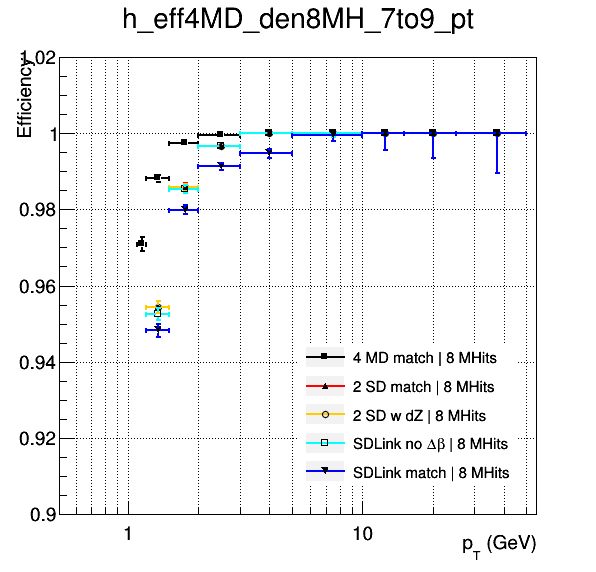 h_eff4MD_den8MH_7to9_pt
Efficiency
1.02
1
0.98
0.96
0.94
0.92
0.9
4 MD match | 8 MHits
2 SD match | 8 MHits
2 SD w dZ | 8 MHits
SDLink no Δβ | 8 MHits
SDLink match | 8 MHits
1
10
p_T (GeV)